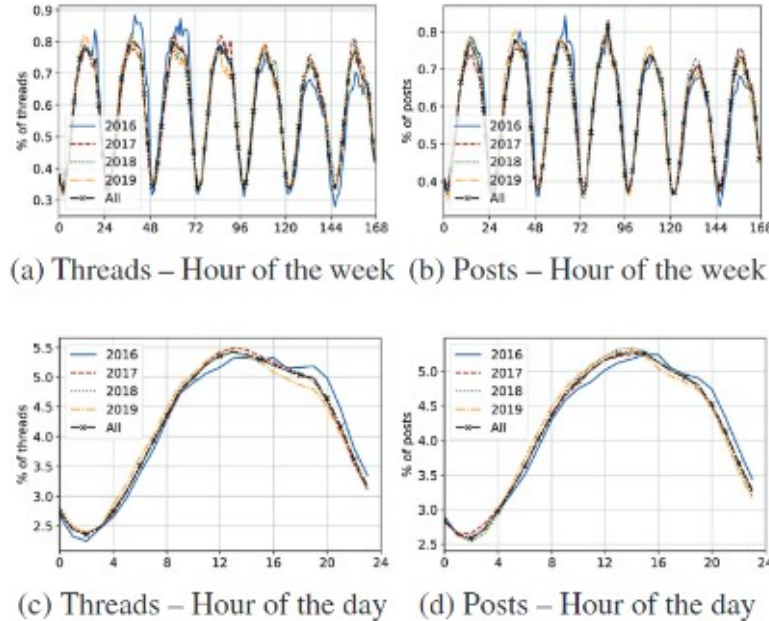 0.9
0.8
0.7
0.6
0.5
0.4
0.3
% of threads
2016
2017
2018
2019
All
0 24 48 72 96 120 144 168
0.8
0.7
0.6
0.5
0.4
% of posts
2016
2017
2018
2019
All
0 24 48 72 96 120 144 168
(a) Threads – Hour of the week (b) Posts – Hour of the week
5.5
5.0
4.5
4.0
3.5
3.0
2.5
% of threads
2016
2017
2018
2019
All
0 4 8 12 16 20 24
5.0
4.5
4.0
3.5
3.0
2.5
% of posts
2016
2017
2018
2019
All
0 4 8 12 16 20 24
(c) Threads – Hour of the day (d) Posts – Hour of the day